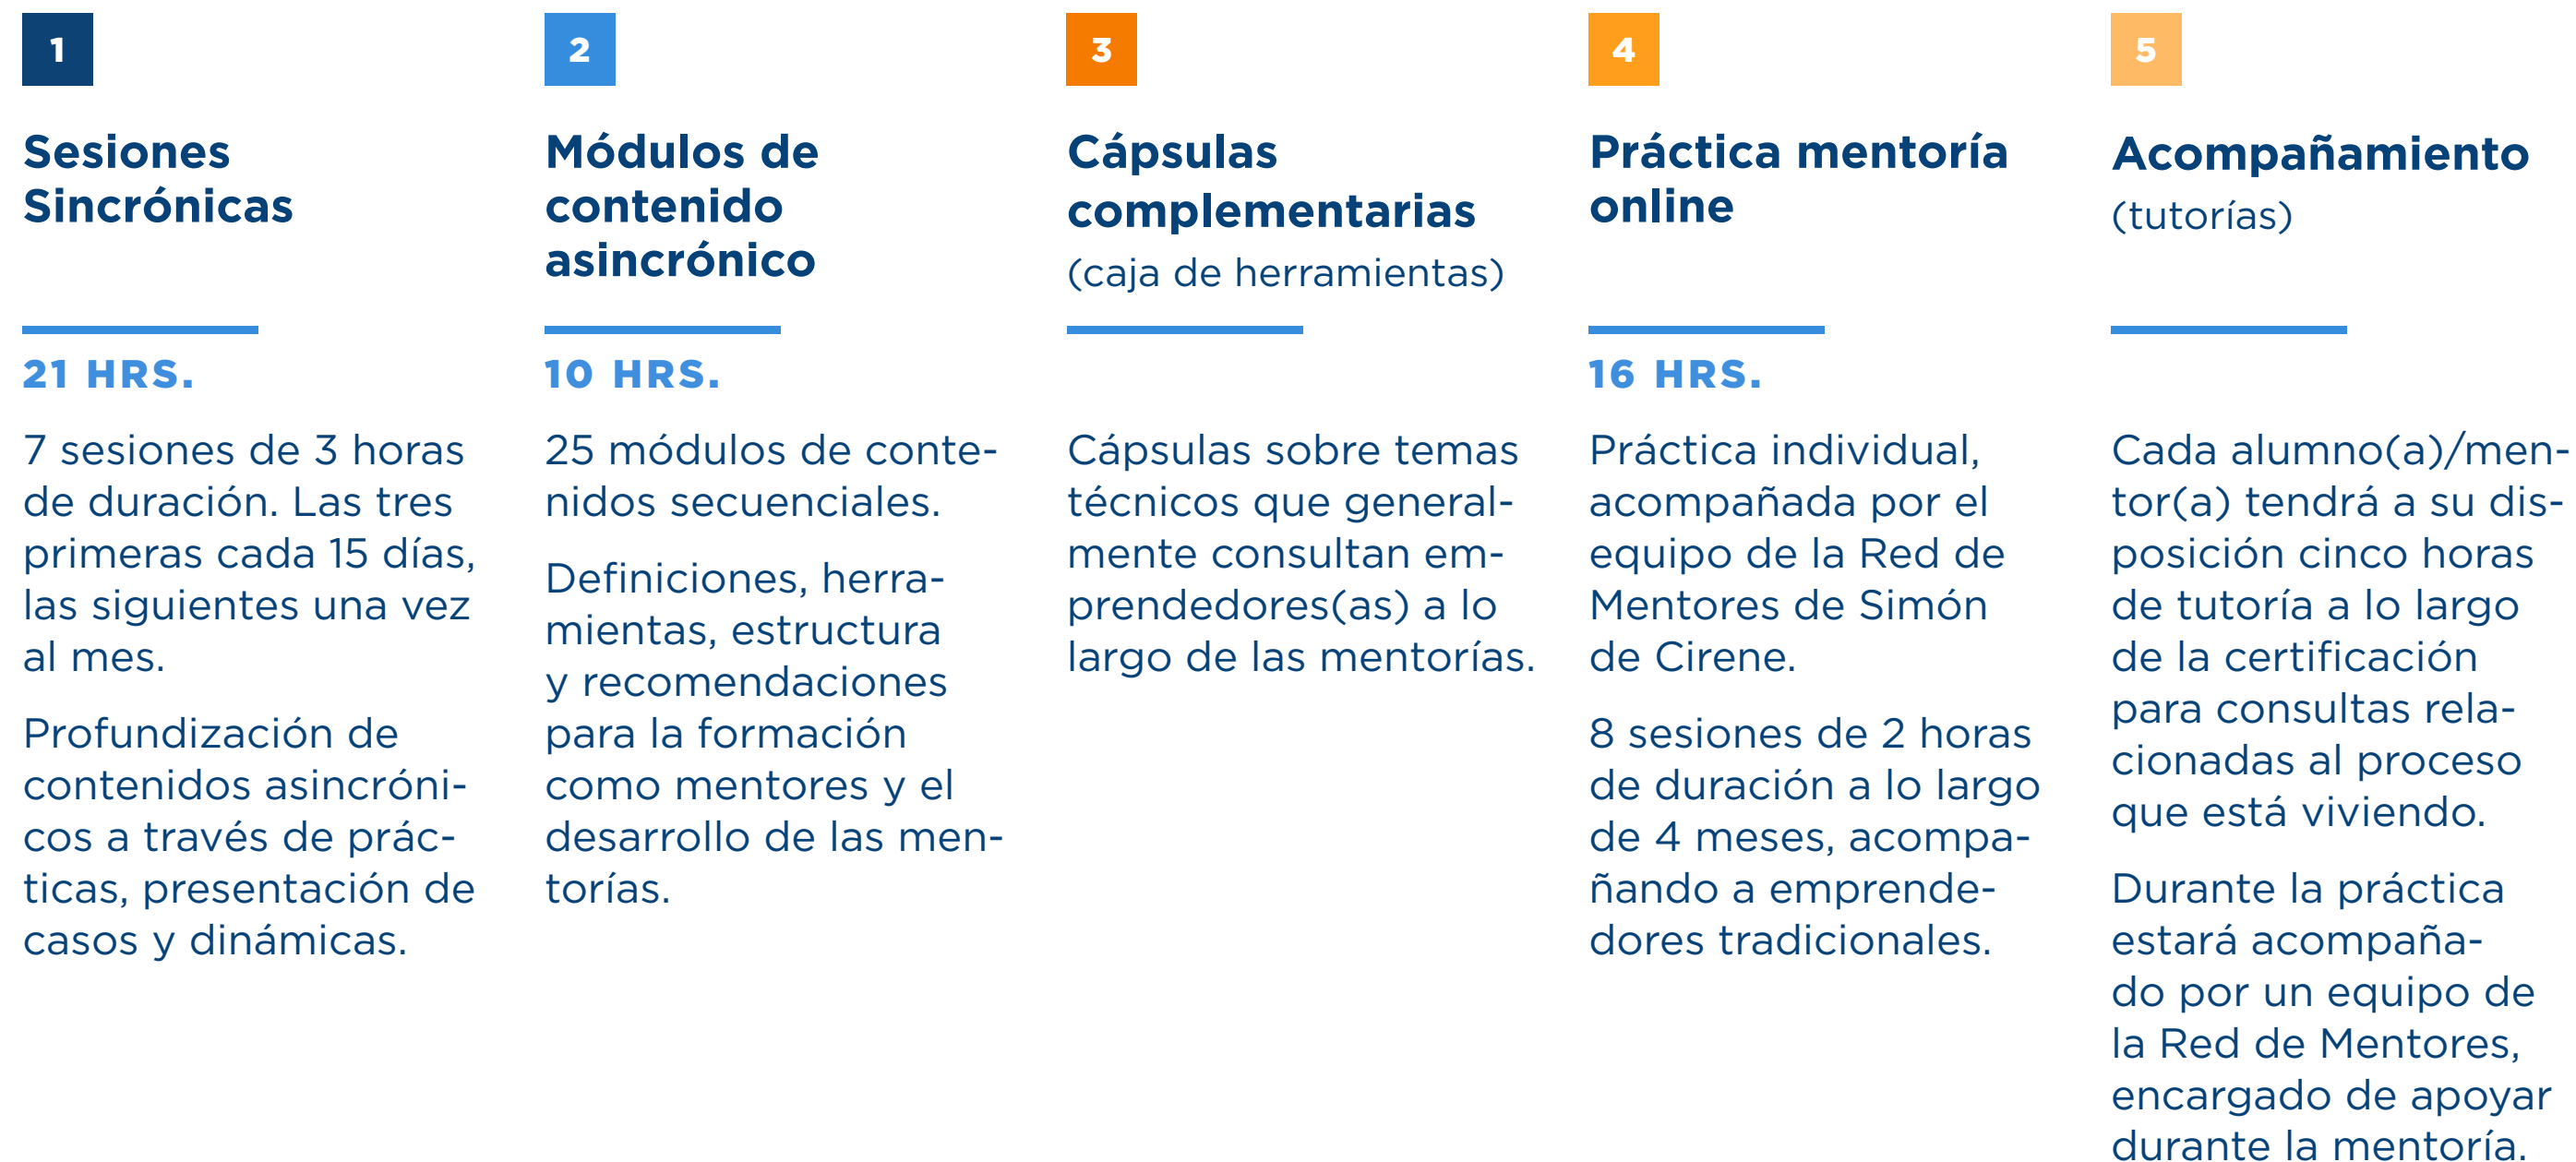 1
Sesiones
Sincrónicas
21 HRS.
7 sesiones de 3 horas
de duración. Las tres
primeras cada 15 días,
las siguientes una vez
al mes.
Profundización de
contenidos asincróni-
cos a través de prác-
ticas, presentación de
casos y dinámicas.
2
Módulos de
contenido
asincrónico
10 HRS.
25 módulos de conte-
nidos secuenciales.
Definiciones, herra-
mientas, estructura
y recomendaciones
para la formación
como mentores y el
desarrollo de las men-
torías.
3
Cápsulas
complementarias
(caja de herramientas)
Cápsulas sobre temas
técnicos que general-
mente consultan em-
prendedores(as) a lo
largo de las mentorías.
4
Práctica mentoría
online
16 HRS.
Práctica individual,
acompañada por el
equipo de la Red de
Mentores de Simón
de Cirene.
8 sesiones de 2 horas
de duración a lo largo
de 4 meses, acompa-
ñando a emprende-
dores tradicionales.
5
Acompañamiento
(tutorías)
Cada alumno(a)/men-
tor(a) tendrá a su dis-
posición cinco horas
de tutoría a lo largo
de la certificación
para consultas rela-
cionadas al proceso
que está viviendo.
Durante la práctica
estará acompaña-
do por un equipo de
la Red de Mentores,
encargado de apoyar
durante la mentoría.